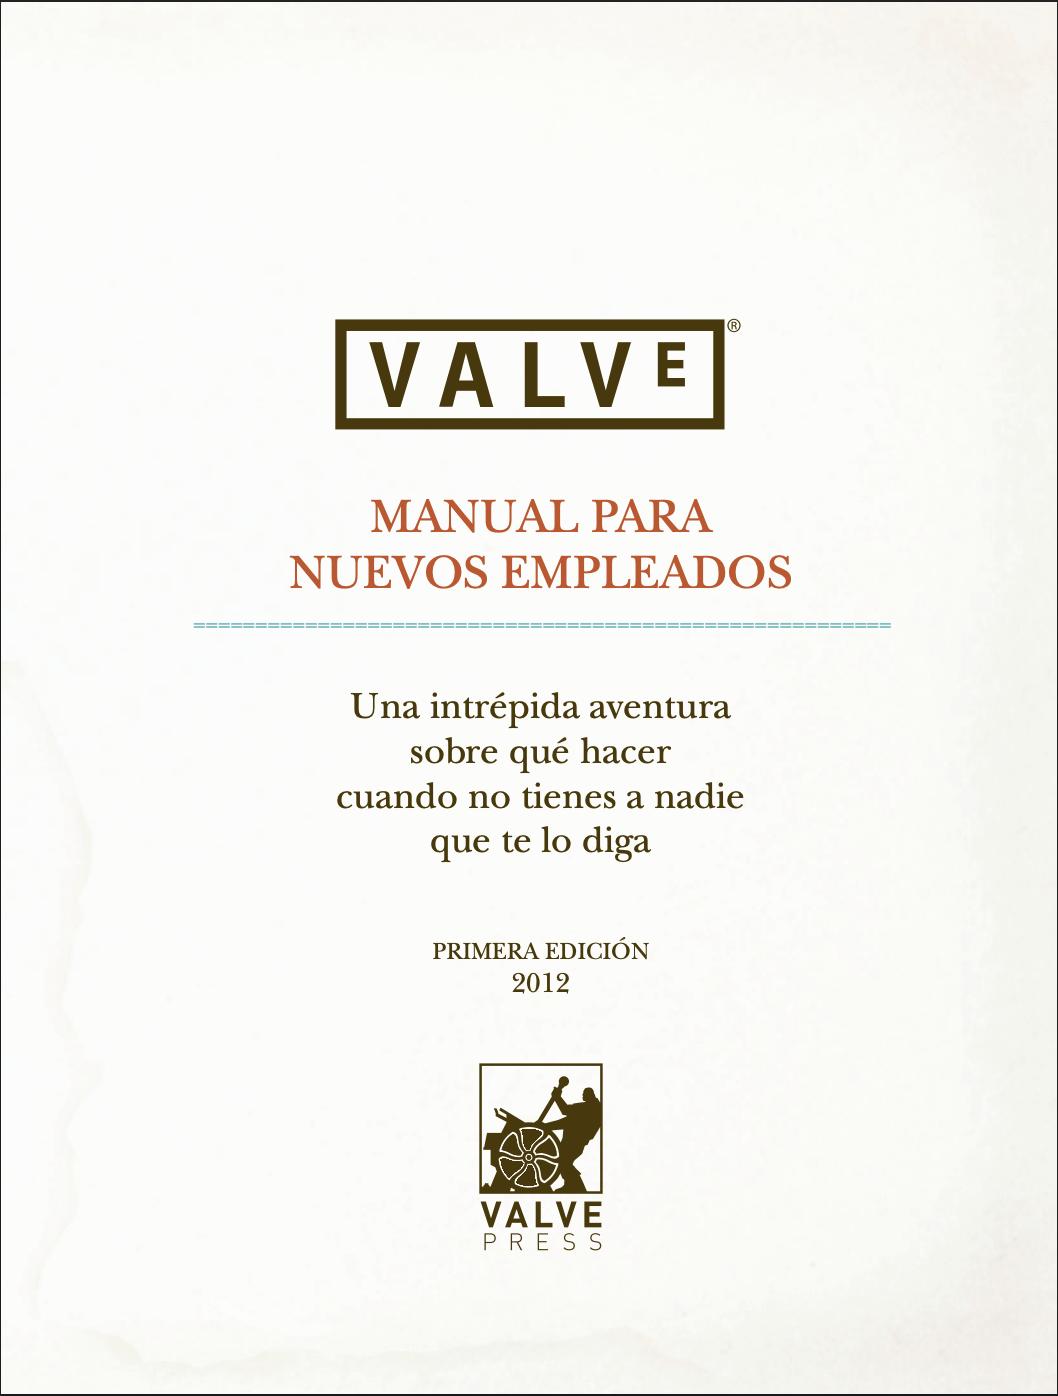 VALVE®
MANUAL PARA
NUEVOS EMPLEADOS
Una intrépida aventura
sobre qué hacer
cuando no tienes a nadie
que te lo diga
PRIMERA EDICIÓN
2012
VALVE
PRESS